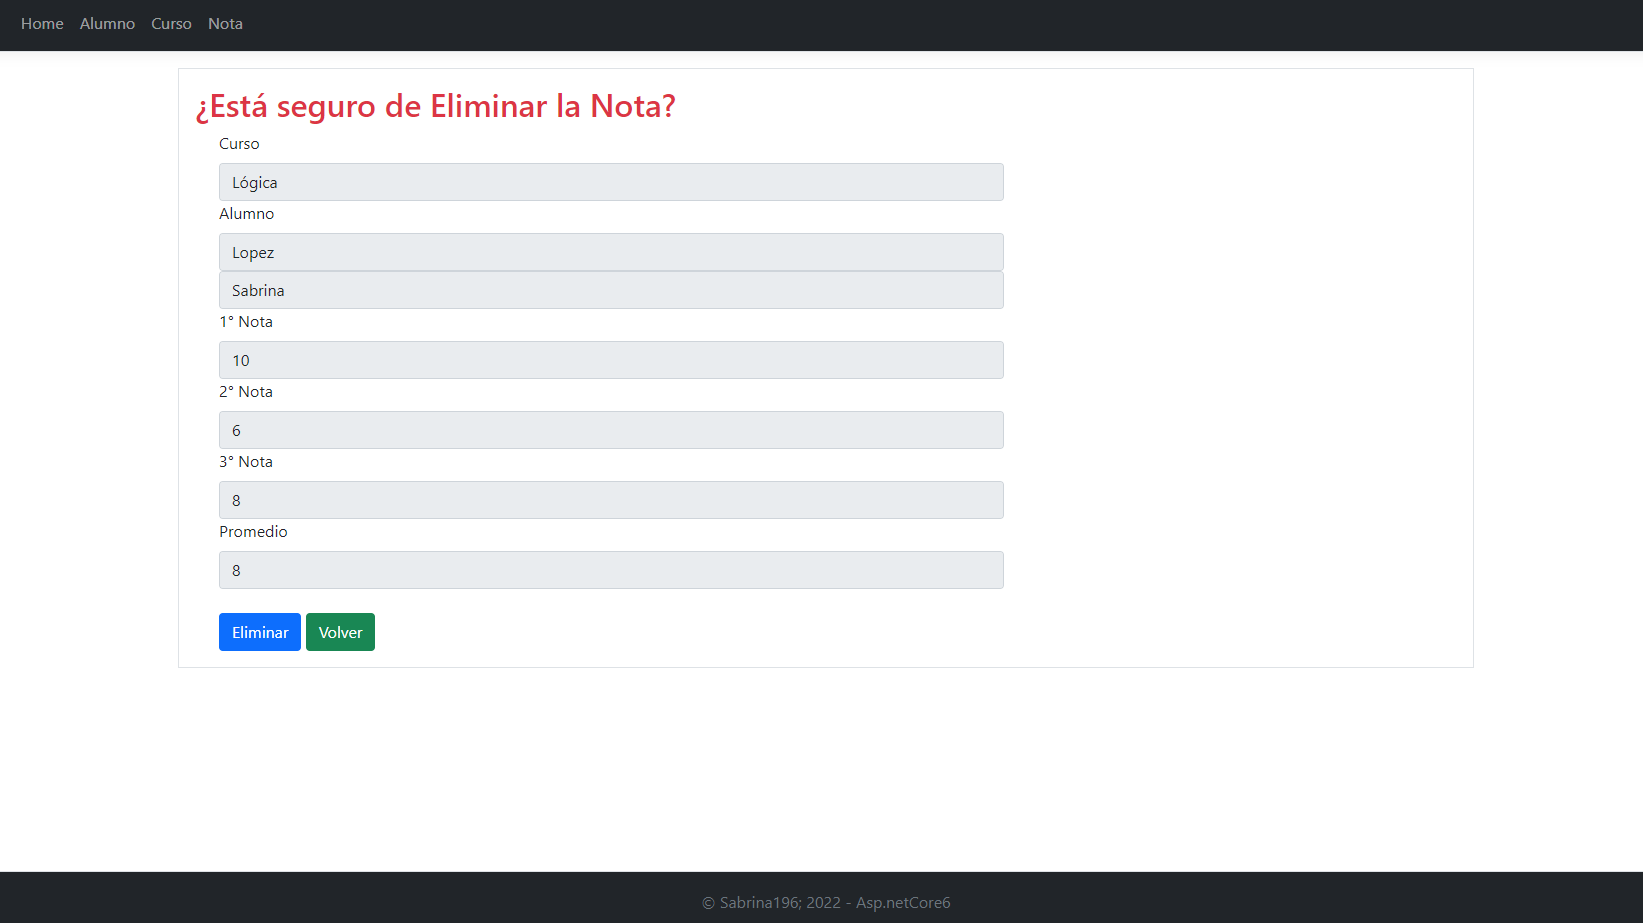 Home Alumno Curso Nota
¿Está seguro de Eliminar la Nota?
Curso
Lógica
Alumno
Lopez
Sabrina
1° Nota
10
2° Nota
6
3° Nota
8
Promedio
8
Eliminar Volver
© Sabrina196; 2022 - Asp.netCore6